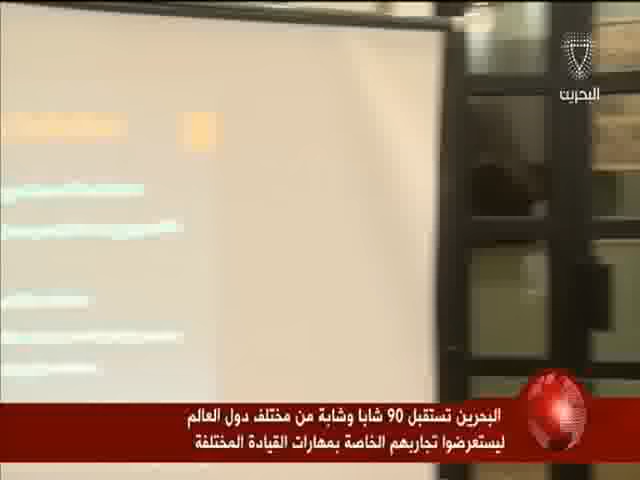 البحرين
البحرين تستقبل 90 شابا وشابة من مختلف دول العالم
ليستعرضوا تجاربهم الخاصة بمهارات القيادة المختلفة